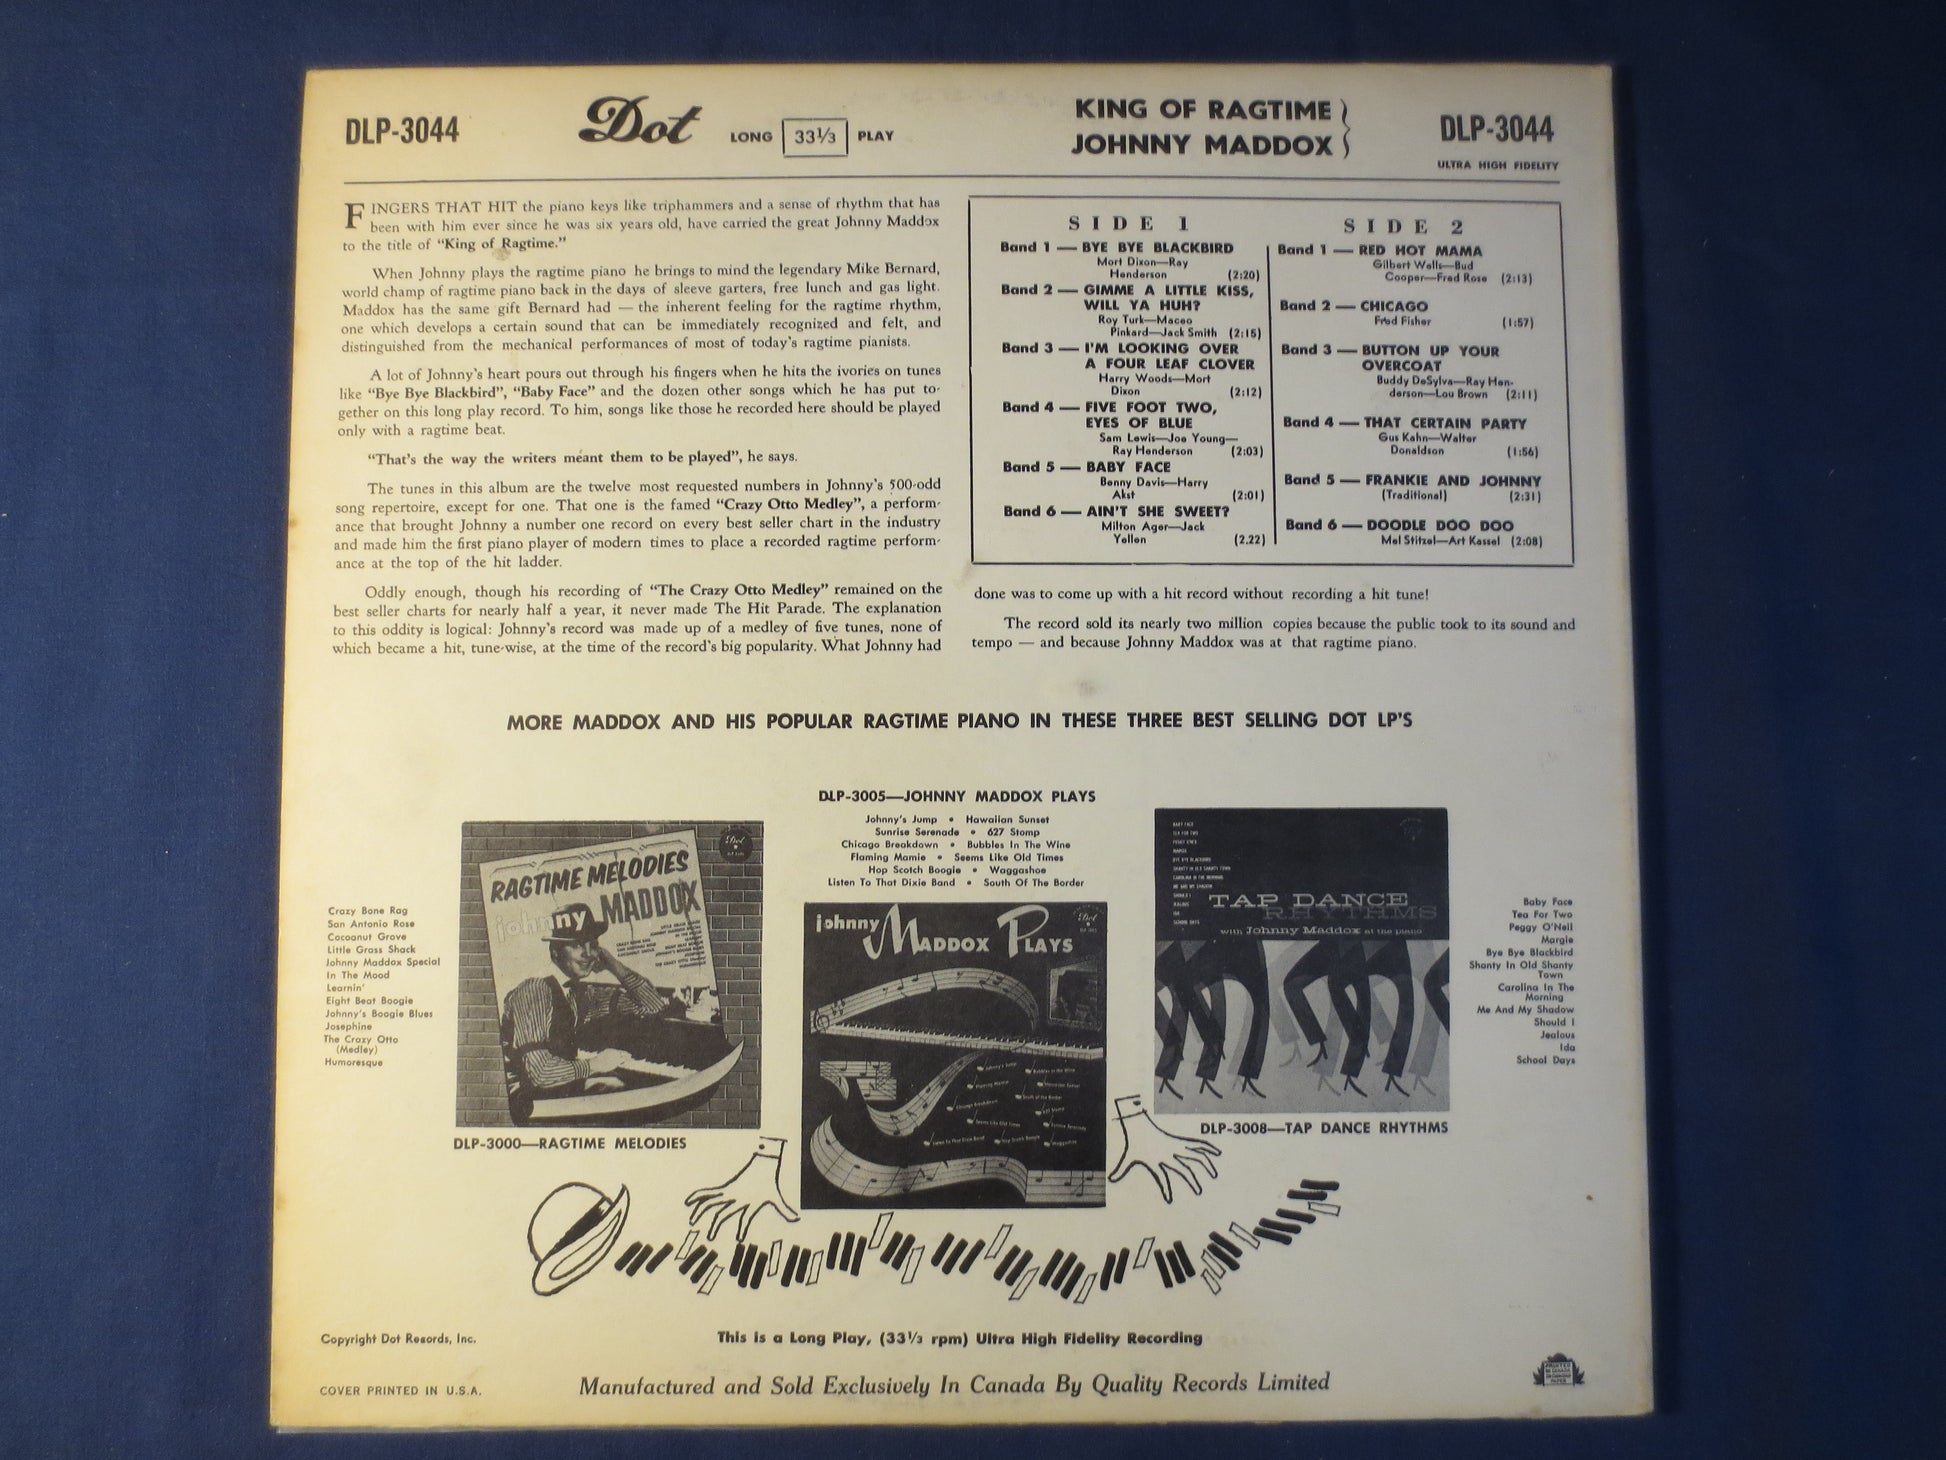 DLP-3044
Dot
LONG 33⅓ PLAY
KING OF RAGTIME
JOHNNY MADDOX
DLP-3044
ULTRA HIGH FIDELITY
FINGERS THAT HIT the piano keys like triphammers and a sense of rhythm that has
been with him ever since he was six years old, have carried the great Johnny Maddox
to the title of “King of Ragtime.”
When Johnny plays the ragtime piano he brings to mind the legendary Mike Bernard,
world champ of ragtime piano back in the days of sleeve garters, free lunch and gas light.
Maddox has the same gift Bernard had — the inherent feeling for the ragtime rhythm,
one which develops a certain sound that can be immediately recognized and felt, and
distinguished from the mechanical performances of most of today's ragtime pianists.
A lot of Johnny's heart pours out through his fingers when he hits the ivories on tunes
like “Bye Bye Blackbird”, “Baby Face” and the dozen other songs which he has put to-
gether on this long play record. To him, songs like those he recorded here should be played
only with a ragtime beat.
“That's the way the writers meant them to be played”, he says.
The tunes in this album are the twelve most requested numbers in Johnny's 500-odd
song repertoire, except for one. That one is the famed “Crazy Otto Medley”, a perform-
ance that brought Johnny a number one record on every best seller chart in the industry
and made him the first piano player of modern times to place a recorded ragtime perform-
ance at the top of the hit ladder.
Oddly enough, though his recording of “The Crazy Otto Medley” remained on the
best seller charts for nearly half a year, it never made The Hit Parade. The explanation
to this oddity is logical: Johnny's record was made up of a medley of five tunes, none of
which became a hit, tune-wise, at the time of the record's big popularity. What Johnny had
SIDE 1
Band 1 — BYE BYE BLACKBIRD
Mort Dixon—Ray
Henderson (2:20)
Band 2 — GIMME A LITTLE KISS,
WILL YA HUH?
Roy Turk—Maceo
Pinkard—Jack Smith (2:15)
Band 3 — I'M LOOKING OVER
A FOUR LEAF CLOVER
Harry Woods—Mort
Dixon (2:12)
Band 4 — FIVE FOOT TWO,
EYES OF BLUE
Sam Lewis—Joe Young—
Ray Henderson (2:03)
Band 5 — BABY FACE
Benny Davis—Harry
Akst (2:01)
Band 6 — AIN'T SHE SWEET?
Milton Ager—Jack
Yellen (2.22)
SIDE 2
Band 1 — RED HOT MAMA
Gilbert Wells—Bud
Cooper—Fred Rose (2:13)
Band 2 — CHICAGO
Fred Fisher (1:57)
Band 3 — BUTTON UP YOUR
OVERCOAT
Buddy DeSylva—Ray Hen-
derson—Lou Brown (2:11)
Band 4 — THAT CERTAIN PARTY
Gus Kahn—Walter
Donaldson (1:56)
Band 5 — FRANKIE AND JOHNNY
(Traditional) (2:31)
Band 6 — DOODLE DOO DOO
Mel Stitzel—Art Kassel (2:08)
done was to come up with a hit record without recording a hit tune!
The record sold its nearly two million copies because the public took to its sound and
tempo — and because Johnny Maddox was at that ragtime piano.
MORE MADDOX AND HIS POPULAR RAGTIME PIANO IN THESE THREE BEST SELLING DOT LP'S
Crazy Bone Rag
San Antonio Rose
Cocoanut Grove
Little Grass Shack
Johnny Maddox Special
In The Mood
Learnin'
Eight Beat Boogie
Johnny's Boogie Blues
Josephine
The Crazy Otto
(Medley)
Humoresque
Dot
RAGTIME MELODIES
johnny MADDOX
DLP-3000—RAGTIME MELODIES
DLP-3005—JOHNNY MADDOX PLAYS
Johnny's Jump • Hawaiian Sunset
Sunrise Serenade • 627 Stomp
Chicago Breakdown • Bubbles In The Wine
Flaming Mamie • Seems Like Old Times
Hop Scotch Boogie • Waggashoe
Listen To That Dixie Band • South Of The Border
johnny MADDOX PLAYS
Dot
TAP DANCE
RHYTHMS
with Johnny Maddox at the piano
DLP-3008—TAP DANCE RHYTHMS
Baby Face
Tea For Two
Peggy O'Neil
Margie
Bye Bye Blackbird
Shanty In Old Shanty
Town
Carolina In The
Morning
Me And My Shadow
Should I
Jealous
Ida
School Days
Copyright Dot Records, Inc.
This is a Long Play, (33⅓ rpm) Ultra High Fidelity Recording
COVER PRINTED IN U.S.A.
Manufactured and Sold Exclusively In Canada By Quality Records Limited